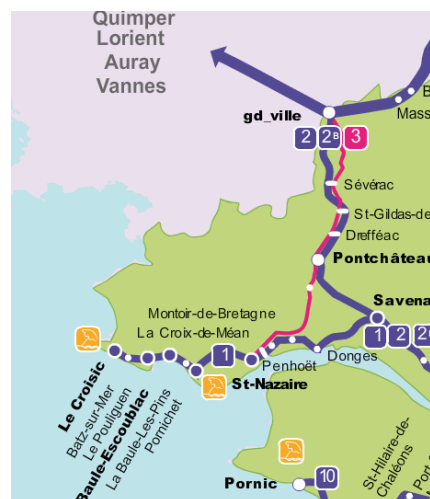 Quimper
Lorient
Auray
Vannes
B
Mass
gd_ville
2 2B 3
Sévérac
St-Gildas-de
Drefféac
Pontchâteau
Montoir-de-Bretagne
La Croix-de-Méan
Savena
1
1 2 2
Penhoët
Donges
St-Nazaire
Le Croisic
Batz-sur-Mer
Le Pouliguen
Baule-Escoublac
La Baule-Les-Pins
Pornichet
Pornic
10
St-Hilaire-de-
Chaléons
Port-